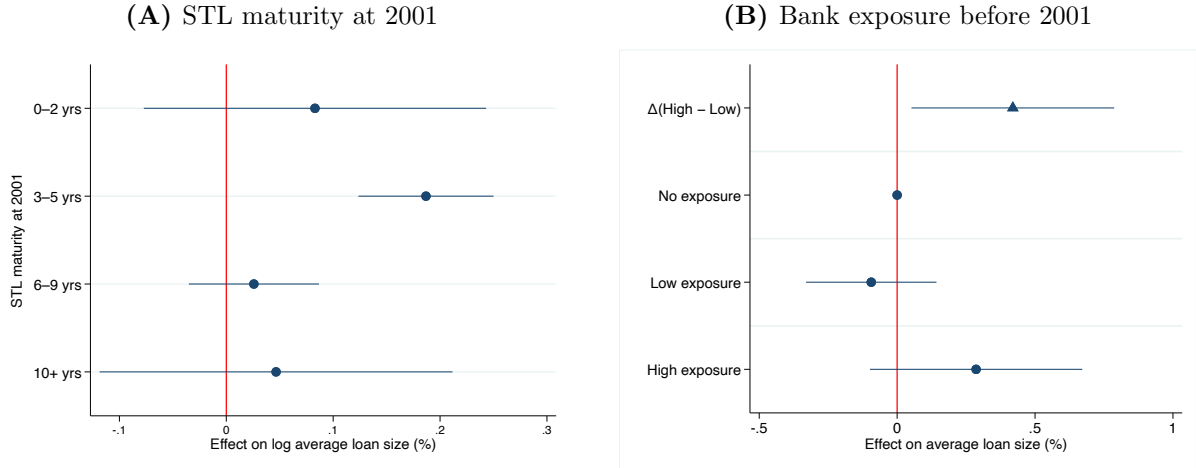 (A) STL maturity at 2001
STL maturity at 2001
0–2 yrs
3–5 yrs
6–9 yrs
10+ yrs
-.1 0 .1 .2 .3
Effect on log average loan size (%)
(B) Bank exposure before 2001
Δ(High – Low)
No exposure
Low exposure
High exposure
-.5 0 .5 1
Effect on average loan size (%)